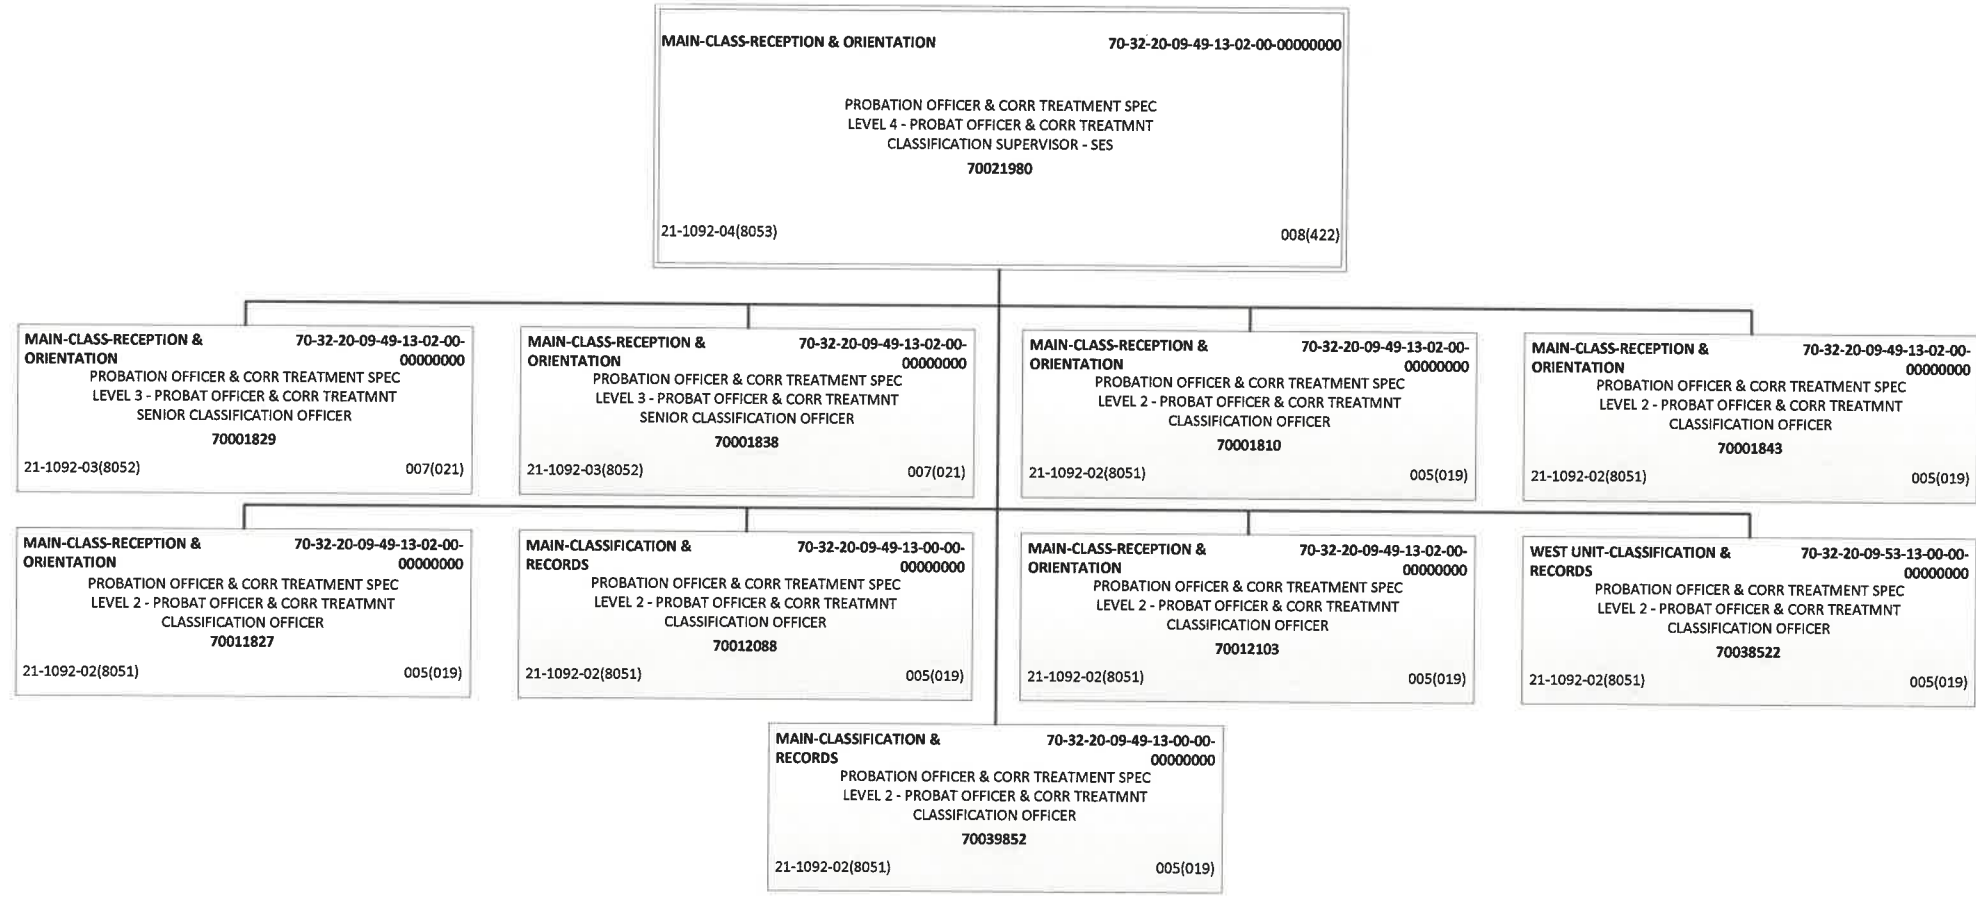 MAIN-CLASS-RECEPTION & ORIENTATION 70-32-20-09-49-13-02-00-00000000
PROBATION OFFICER & CORR TREATMENT SPEC
LEVEL 4 - PROBAT OFFICER & CORR TREATMNT
CLASSIFICATION SUPERVISOR - SES
70021980
21-1092-04(8053) 008(422)
MAIN-CLASS-RECEPTION & 70-32-20-09-49-13-02-00-
ORIENTATION 00000000
PROBATION OFFICER & CORR TREATMENT SPEC
LEVEL 3 - PROBAT OFFICER & CORR TREATMNT
SENIOR CLASSIFICATION OFFICER
70001829
21-1092-03(8052) 007(021)
MAIN-CLASS-RECEPTION & 70-32-20-09-49-13-02-00-
ORIENTATION 00000000
PROBATION OFFICER & CORR TREATMENT SPEC
LEVEL 3 - PROBAT OFFICER & CORR TREATMNT
SENIOR CLASSIFICATION OFFICER
70001838
21-1092-03(8052) 007(021)
MAIN-CLASS-RECEPTION & 70-32-20-09-49-13-02-00-
ORIENTATION 00000000
PROBATION OFFICER & CORR TREATMENT SPEC
LEVEL 2 - PROBAT OFFICER & CORR TREATMNT
CLASSIFICATION OFFICER
70001810
21-1092-02(8051) 005(019)
MAIN-CLASS-RECEPTION & 70-32-20-09-49-13-02-00-
ORIENTATION 00000000
PROBATION OFFICER & CORR TREATMENT SPEC
LEVEL 2 - PROBAT OFFICER & CORR TREATMNT
CLASSIFICATION OFFICER
70001843
21-1092-02(8051) 005(019)
MAIN-CLASS-RECEPTION & 70-32-20-09-49-13-02-00-
ORIENTATION 00000000
PROBATION OFFICER & CORR TREATMENT SPEC
LEVEL 2 - PROBAT OFFICER & CORR TREATMNT
CLASSIFICATION OFFICER
70011827
21-1092-02(8051) 005(019)
MAIN-CLASSIFICATION & 70-32-20-09-49-13-00-00-
RECORDS 00000000
PROBATION OFFICER & CORR TREATMENT SPEC
LEVEL 2 - PROBAT OFFICER & CORR TREATMNT
CLASSIFICATION OFFICER
70012088
21-1092-02(8051) 005(019)
MAIN-CLASS-RECEPTION & 70-32-20-09-49-13-02-00-
ORIENTATION 00000000
PROBATION OFFICER & CORR TREATMENT SPEC
LEVEL 2 - PROBAT OFFICER & CORR TREATMNT
CLASSIFICATION OFFICER
70012103
21-1092-02(8051) 005(019)
WEST UNIT-CLASSIFICATION & 70-32-20-09-53-13-00-00-
RECORDS 00000000
PROBATION OFFICER & CORR TREATMENT SPEC
LEVEL 2 - PROBAT OFFICER & CORR TREATMNT
CLASSIFICATION OFFICER
70038522
21-1092-02(8051) 005(019)
MAIN-CLASSIFICATION & 70-32-20-09-49-13-00-00-
RECORDS 00000000
PROBATION OFFICER & CORR TREATMENT SPEC
LEVEL 2 - PROBAT OFFICER & CORR TREATMNT
CLASSIFICATION OFFICER
70039852
21-1092-02(8051) 005(019)